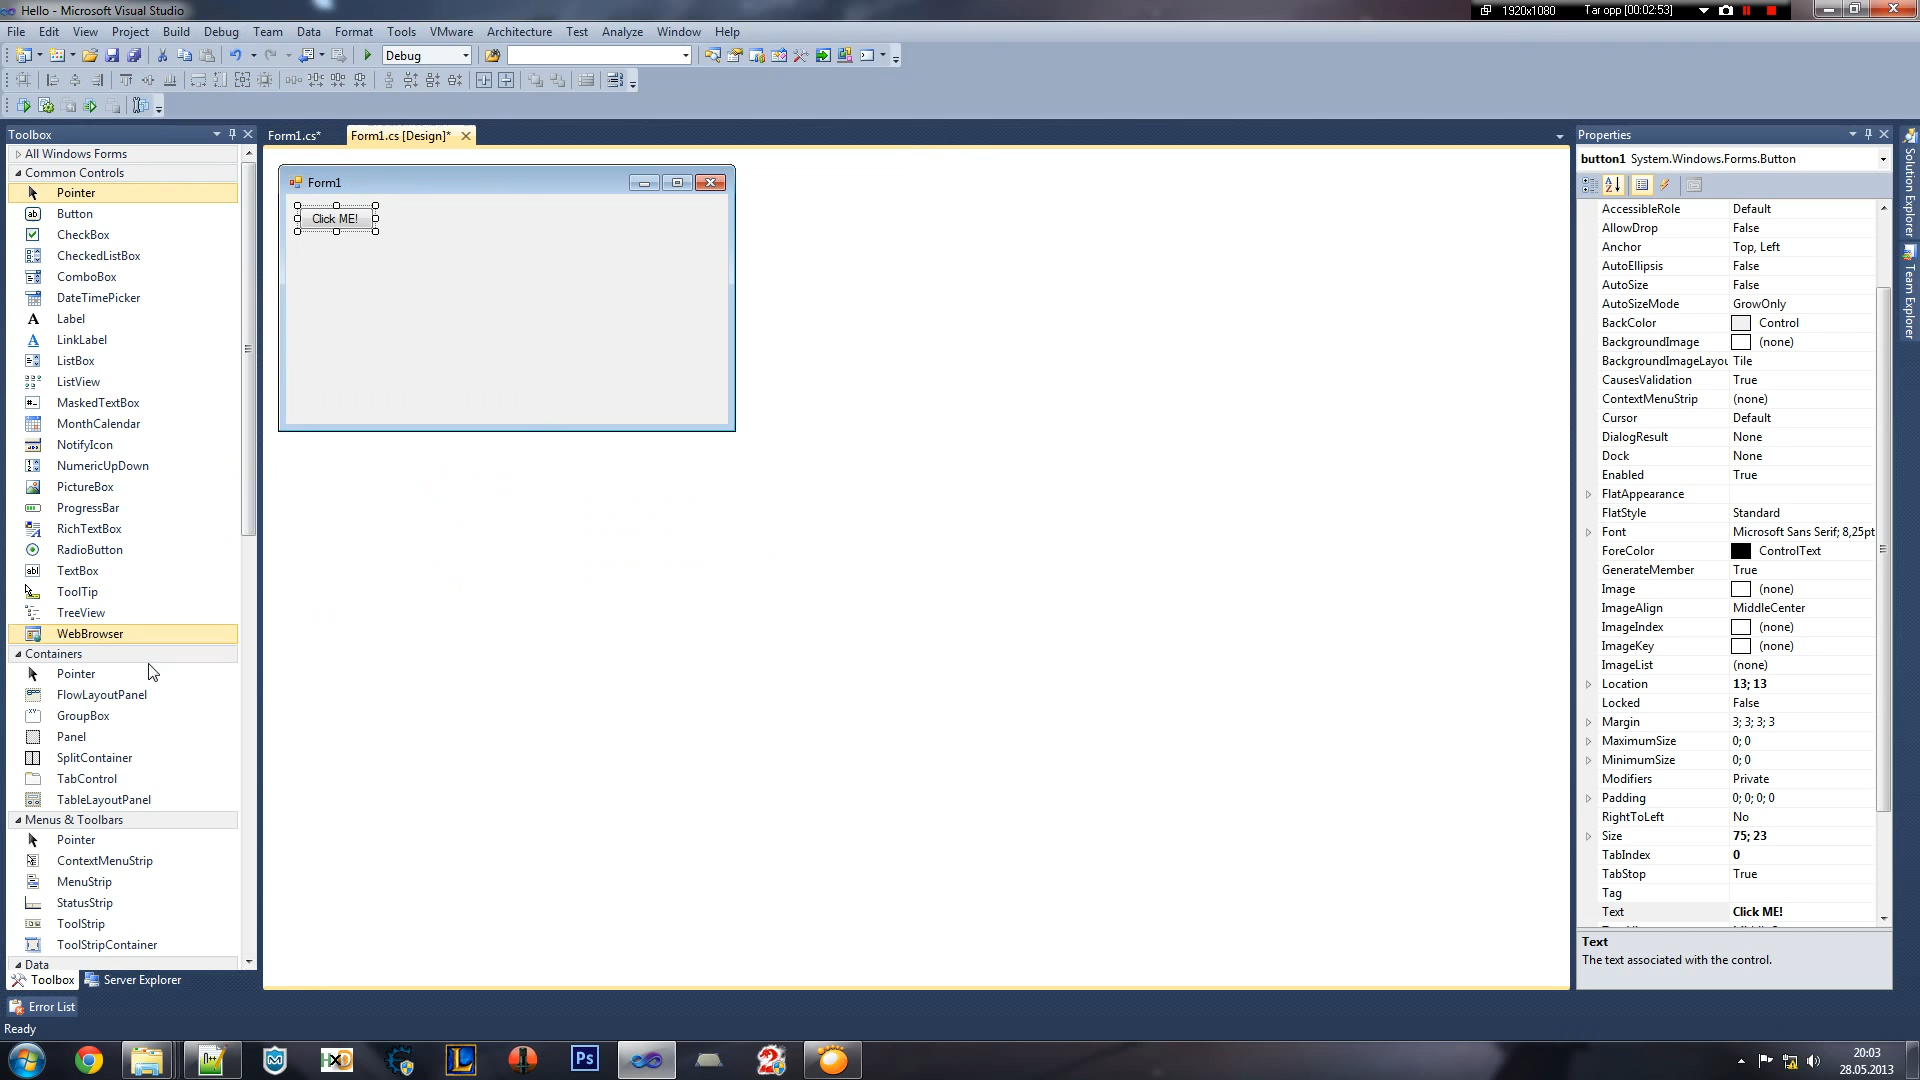 Hello - Microsoft Visual Studio
1920x1080
Tar opp [00:02:53]
File Edit View Project Build Debug Team Data Format Tools VMware Architecture Test Analyze Window Help
Debug
Toolbox
Form1.cs*
Form1.cs [Design]*
All Windows Forms
Common Controls
Pointer
Button
CheckBox
CheckedListBox
ComboBox
DateTimePicker
Label
LinkLabel
ListBox
ListView
MaskedTextBox
MonthCalendar
NotifyIcon
NumericUpDown
PictureBox
ProgressBar
RichTextBox
RadioButton
TextBox
ToolTip
TreeView
WebBrowser
Containers
Pointer
FlowLayoutPanel
GroupBox
Panel
SplitContainer
TabControl
TableLayoutPanel
Menus & Toolbars
Pointer
ContextMenuStrip
MenuStrip
StatusStrip
ToolStrip
ToolStripContainer
Data
Toolbox
Server Explorer
Form1
Click ME!
Properties
button1 System.Windows.Forms.Button
AccessibleRole Default
AllowDrop False
Anchor Top, Left
AutoEllipsis False
AutoSize False
AutoSizeMode GrowOnly
BackColor Control
BackgroundImage (none)
BackgroundImageLayou Tile
CausesValidation True
ContextMenuStrip (none)
Cursor Default
DialogResult None
Dock None
Enabled True
FlatAppearance
FlatStyle Standard
Font Microsoft Sans Serif; 8,25pt
ForeColor ControlText
GenerateMember True
Image (none)
ImageAlign MiddleCenter
ImageIndex (none)
ImageKey (none)
ImageList (none)
Location 13; 13
Locked False
Margin 3; 3; 3; 3
MaximumSize 0; 0
MinimumSize 0; 0
Modifiers Private
Padding 0; 0; 0; 0
RightToLeft No
Size 75; 23
TabIndex 0
TabStop True
Tag
Text Click ME!
Text
The text associated with the control.
Solution Explorer
Team Explorer
Error List
Ready
Ps
20:03
28.05.2013